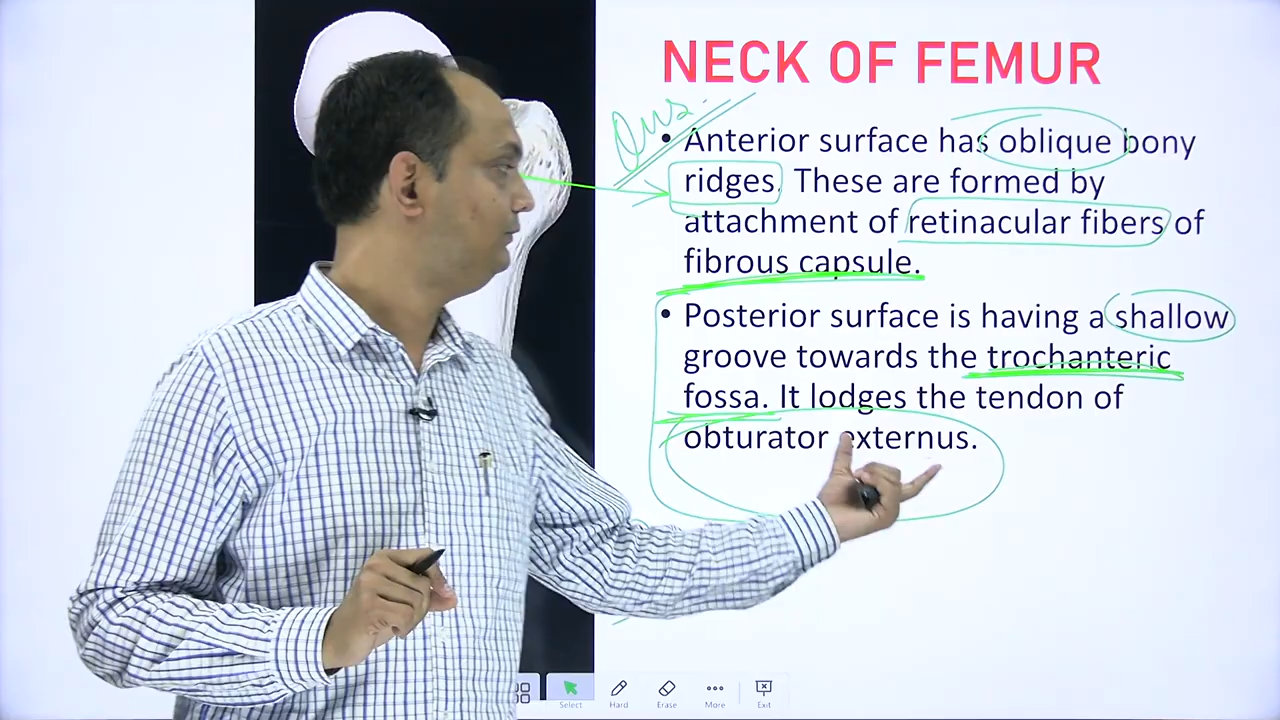 NECK OF FEMUR
Ques.
• Anterior surface has oblique bony
ridges. These are formed by
attachment of retinacular fibers of
fibrous capsule.
• Posterior surface is having a shallow
groove towards the trochanteric
fossa. It lodges the tendon of
obturator externus.
Select Hard Erase More Exit